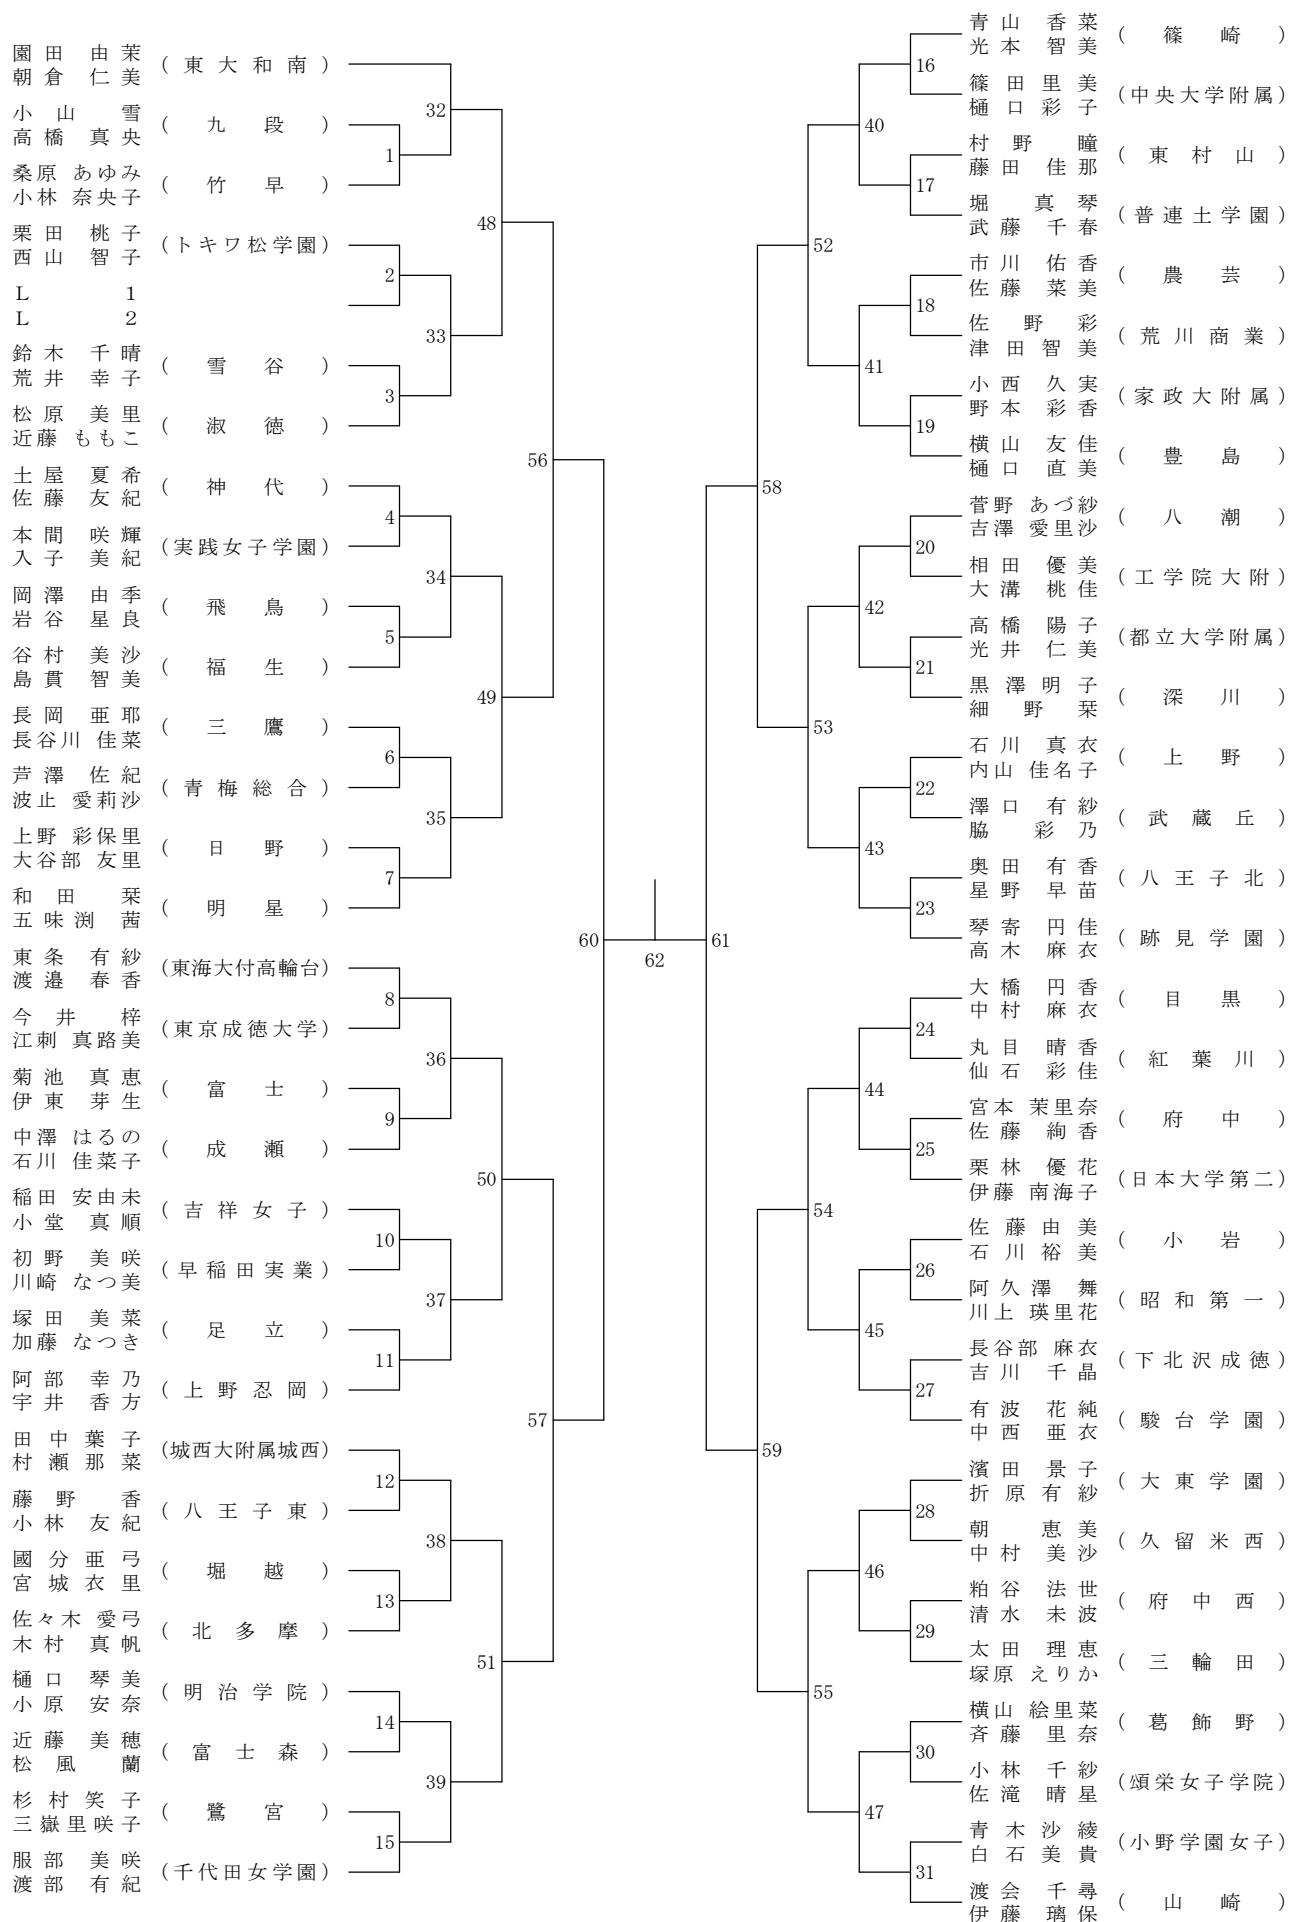 園田 由茉
朝倉 仁美 (東大和南)
小山 雪
高橋 真央 (九段)
1
桑原 あゆみ
小林 奈央子 (竹早)
32
栗田 桃子
西山 智子 (トキワ松学園)
2
L 1
L 2
33
鈴木 千晴
荒井 幸子 (雪谷)
3
松原 美里
近藤 ももこ (淑徳)
48
土屋 夏希
佐藤 友紀 (神代)
4
本間 咲輝
入子 美紀 (実践女子学園)
34
岡澤 由季
岩谷 星良 (飛鳥)
5
谷村 美沙
島貫 智美 (福生)
49
長岡 亜耶
長谷川 佳菜 (三鷹)
6
芦澤 佐紀
波止 愛莉沙 (青梅総合)
35
上野 彩保里
大谷部 友里 (日野)
7
和田 栞
五味渕 茜 (明星)
56
東条 有紗
渡邉 春香 (東海大付高輪台)
8
今井 梓
江刺 真路美 (東京成徳大学)
36
菊池 真恵
伊東 芽生 (富士)
9
中澤 はるの
石川 佳菜子 (成瀬)
50
稲田 安由未
小堂 真順 (吉祥女子)
10
初野 美咲
川崎 なつ美 (早稲田実業)
37
塚田 美菜
加藤 なつき (足立)
11
阿部 幸乃
宇井 香方 (上野忍岡)
57
田中葉子
村瀬那菜 (城西大附属城西)
12
藤野 香
小林 友紀 (八王子東)
38
國分亜弓
宮城衣里 (堀越)
13
佐々木 愛弓
木村 真帆 (北多摩)
51
樋口 琴美
小原 安奈 (明治学院)
14
近藤 美穂
松風 蘭 (富士森)
39
杉村笑子
三嶽里咲子 (鷺宮)
15
服部 美咲
渡部 有紀 (千代田女学園)
60
62
61
青山 香菜
光本 智美 (篠崎)
16
篠田里美
樋口彩子 (中央大学附属)
40
村野 瞳
藤田 佳那 (東村山)
17
堀 真琴
武藤 千春 (普連土学園)
52
市川 佑香
佐藤 菜美 (農芸)
18
佐野 彩
津田智美 (荒川商業)
41
小西 久実
野本 彩香 (家政大附属)
19
横山 友佳
樋口 直美 (豊島)
58
菅野 あづ紗
吉澤 愛里沙 (八潮)
20
相田 優美
大溝 桃佳 (工学院大附)
42
高橋 陽子
光井 仁美 (都立大学附属)
21
黒澤明子
細野 栞 (深川)
53
石川 真衣
内山 佳名子 (上野)
22
澤口 有紗
脇 彩乃 (武蔵丘)
43
奥田 有香
星野 早苗 (八王子北)
23
琴寄 円佳
高木 麻衣 (跡見学園)
大橋 円香
中村 麻衣 (目黒)
24
丸目 晴香
仙石 彩佳 (紅葉川)
44
宮本 茉里奈
佐藤 絢香 (府中)
25
栗林 優花
伊藤 南海子 (日本大学第二)
54
佐藤由美
石川裕美 (小岩)
26
阿久澤 舞
川上 瑛里花 (昭和第一)
45
長谷部 麻衣
吉川 千晶 (下北沢成徳)
27
有波 花純
中西 亜衣 (駿台学園)
59
濱田 景子
折原有紗 (大東学園)
28
朝 恵美
中村 美沙 (久留米西)
46
粕谷 法世
清水 未波 (府中西)
29
太田 理恵
塚原 えりか (三輪田)
55
横山 絵里菜
斉藤 里奈 (葛飾野)
30
小林 千紗
佐滝 晴星 (頌栄女子学院)
47
青木沙綾
白石美貴 (小野学園女子)
31
渡会 千尋
伊藤 璃保 (山崎)